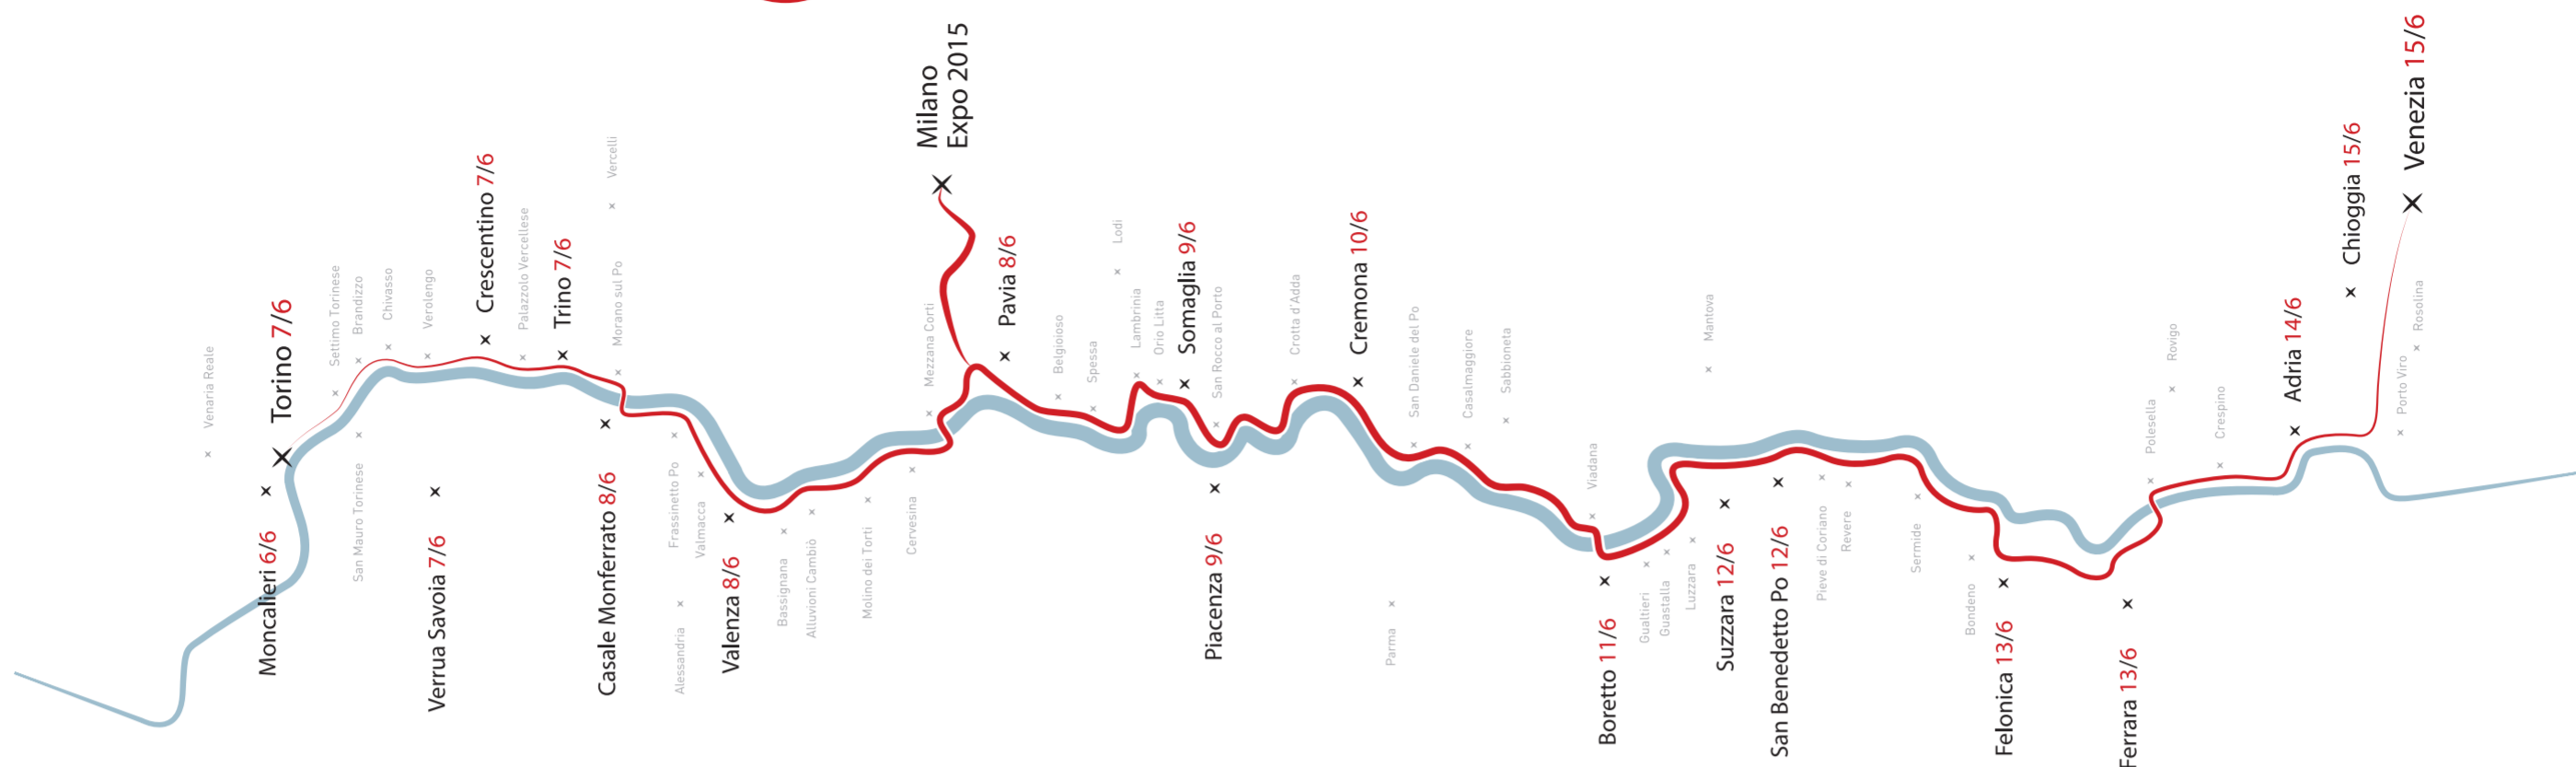 Venaria Reale
Moncalieri 6/6
Torino 7/6
Settimo Torinese
San Mauro Torinese
Brandizzo
Chivasso
Verolengo
Verrua Savoia 7/6
Crescentino 7/6
Palazzolo Vercellese
Trino 7/6
Casale Monferrato 8/6
Vercelli
Morano sul Po
Frassinetto Po
Alessandria
Valmacca
Valenza 8/6
Bassignana
Alluvioni Cambiò
Molino dei Torti
Cervesina
Mezzana Corti
Milano
Expo 2015
Pavia 8/6
Belgioioso
Spessa
Lodi
Lambrinia
Orio Litta
Somaglia 9/6
Piacenza 9/6
San Rocco al Porto
Crotta d'Adda
Cremona 10/6
Parma
San Daniele del Po
Casalmaggiore
Sabbioneta
Viadana
Boretto 11/6
Gualtieri
Guastalla
Luzzara
Mantova
Suzzara 12/6
San Benedetto Po 12/6
Pieve di Coriano
Revere
Sermide
Bondeno
Felonica 13/6
Ferrara 13/6
Polesella
Rovigo
Crespino
Adria 14/6
Chioggia 15/6
Porto Viro
Rosolina
Venezia 15/6